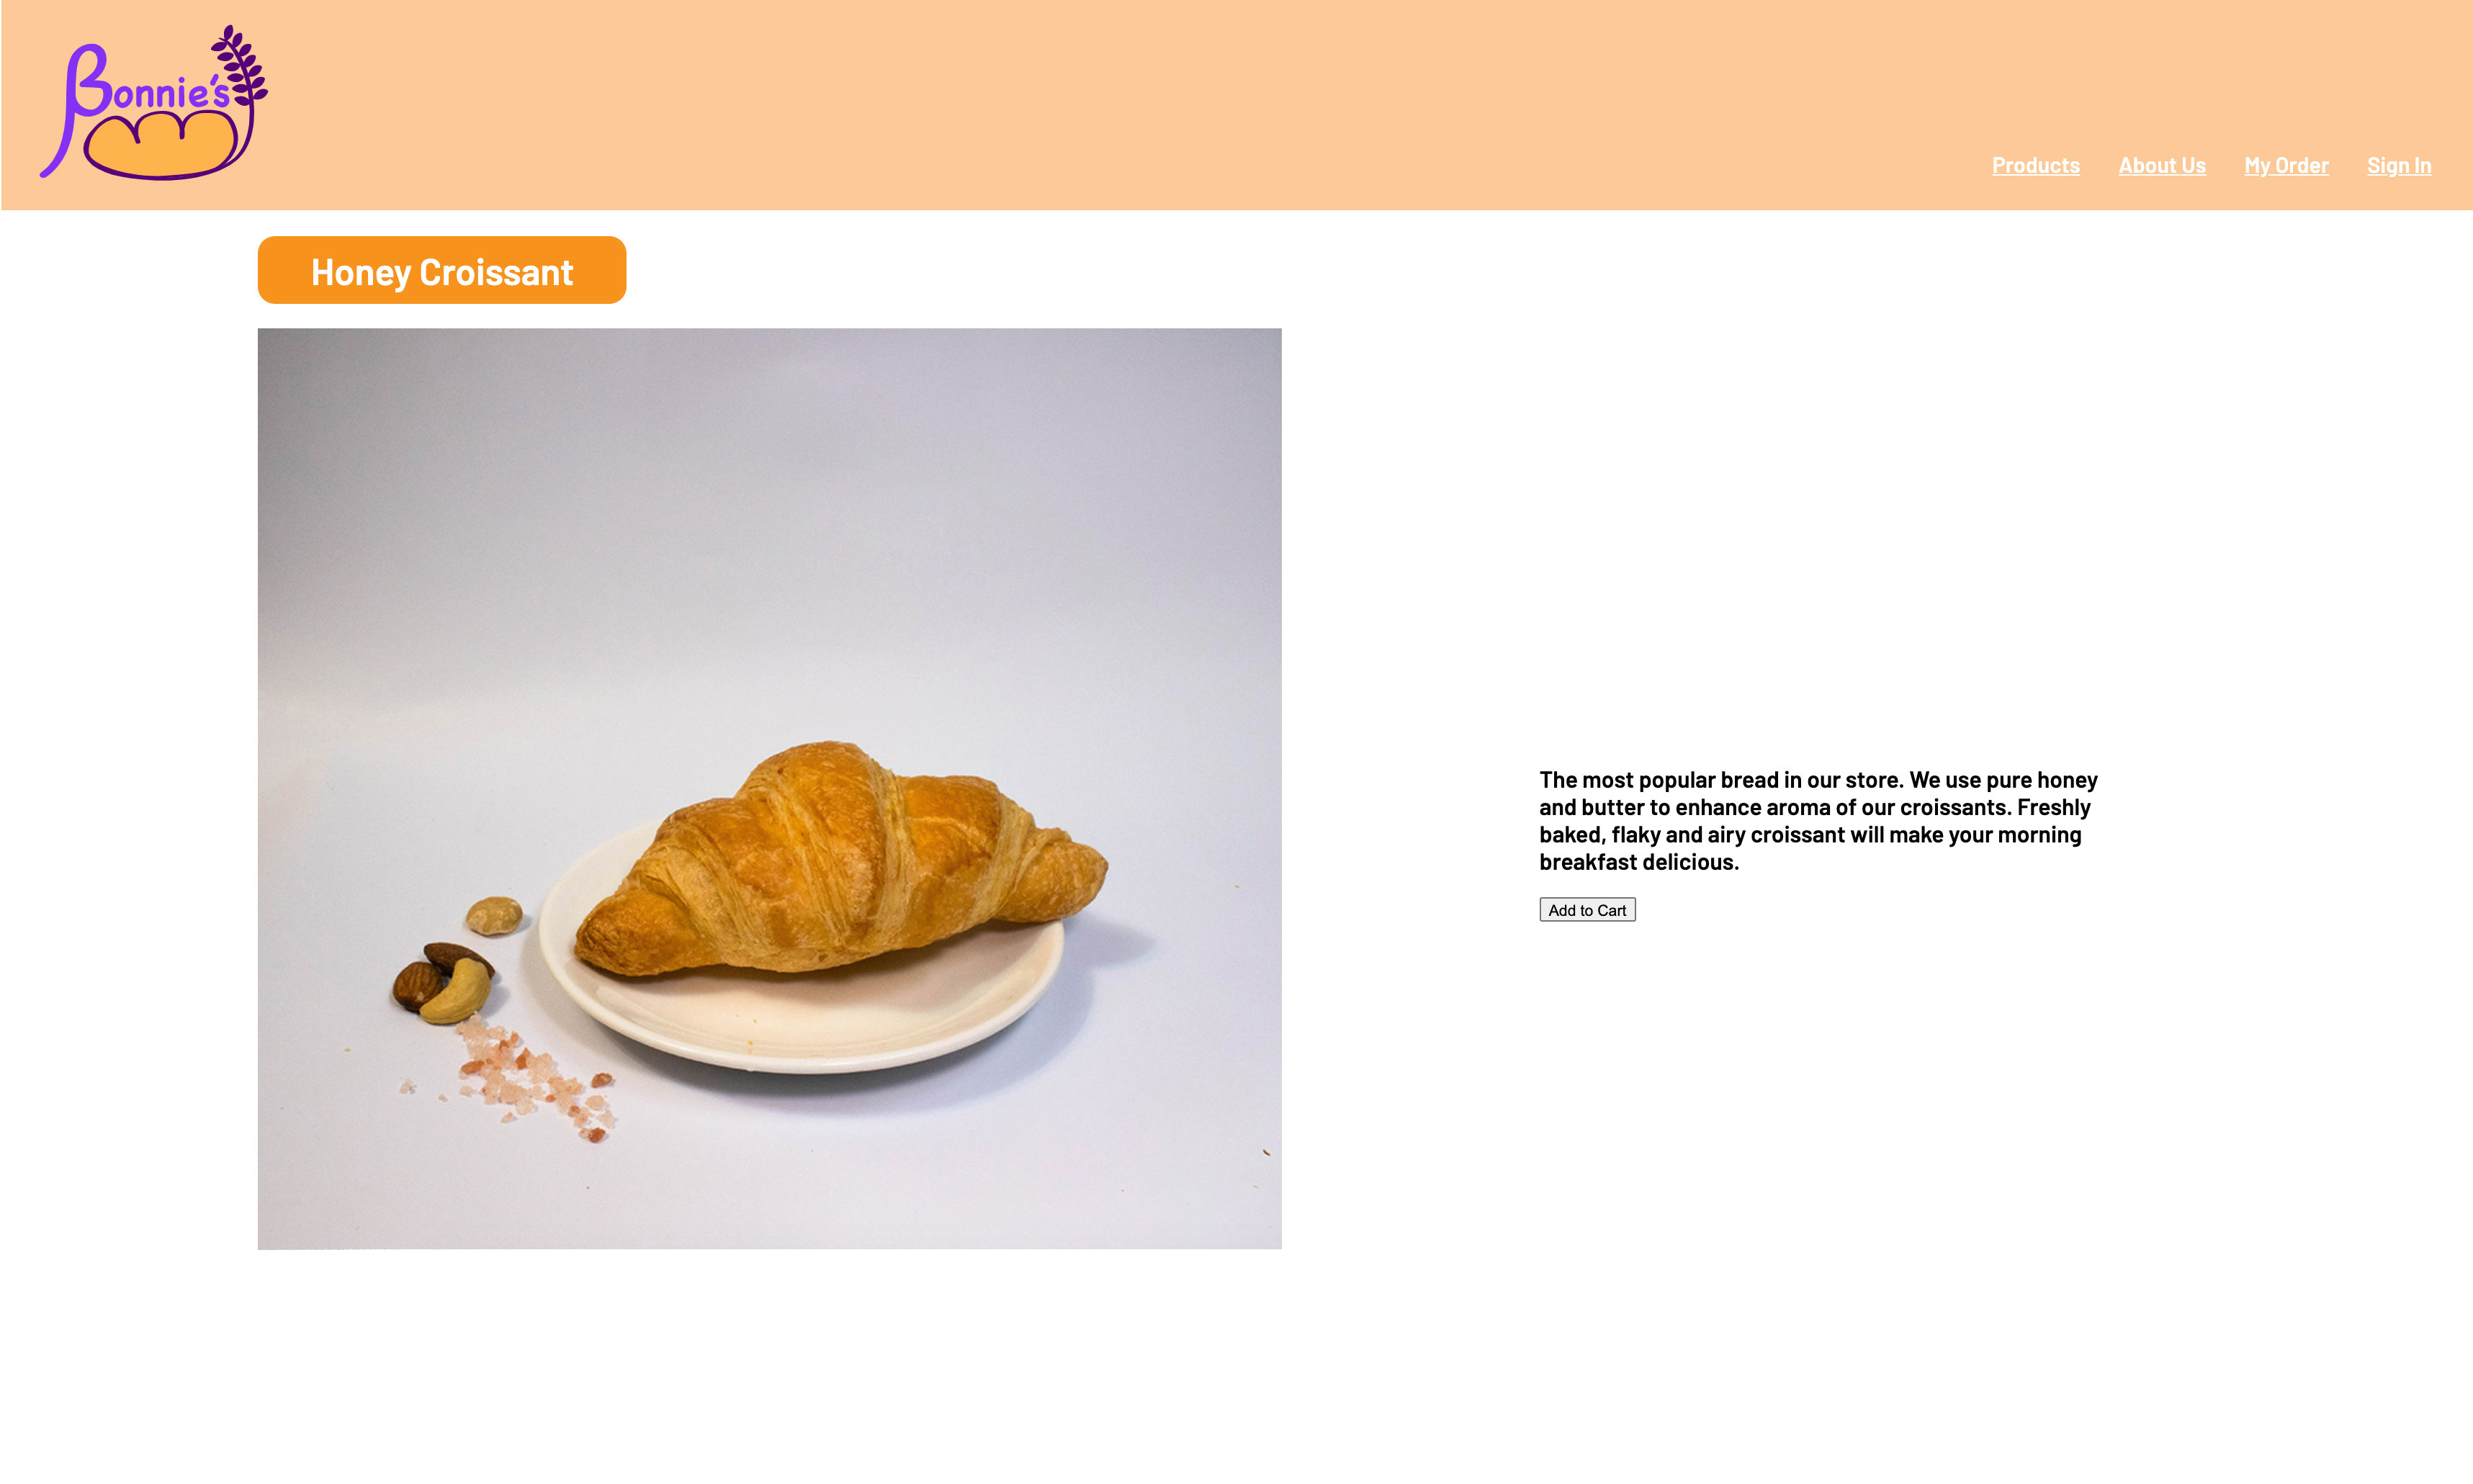 Bonnie's
Products About Us My Order Sign In
Honey Croissant
The most popular bread in our store. We use pure honey
and butter to enhance aroma of our croissants. Freshly
baked, flaky and airy croissant will make your morning
breakfast delicious.
Add to Cart